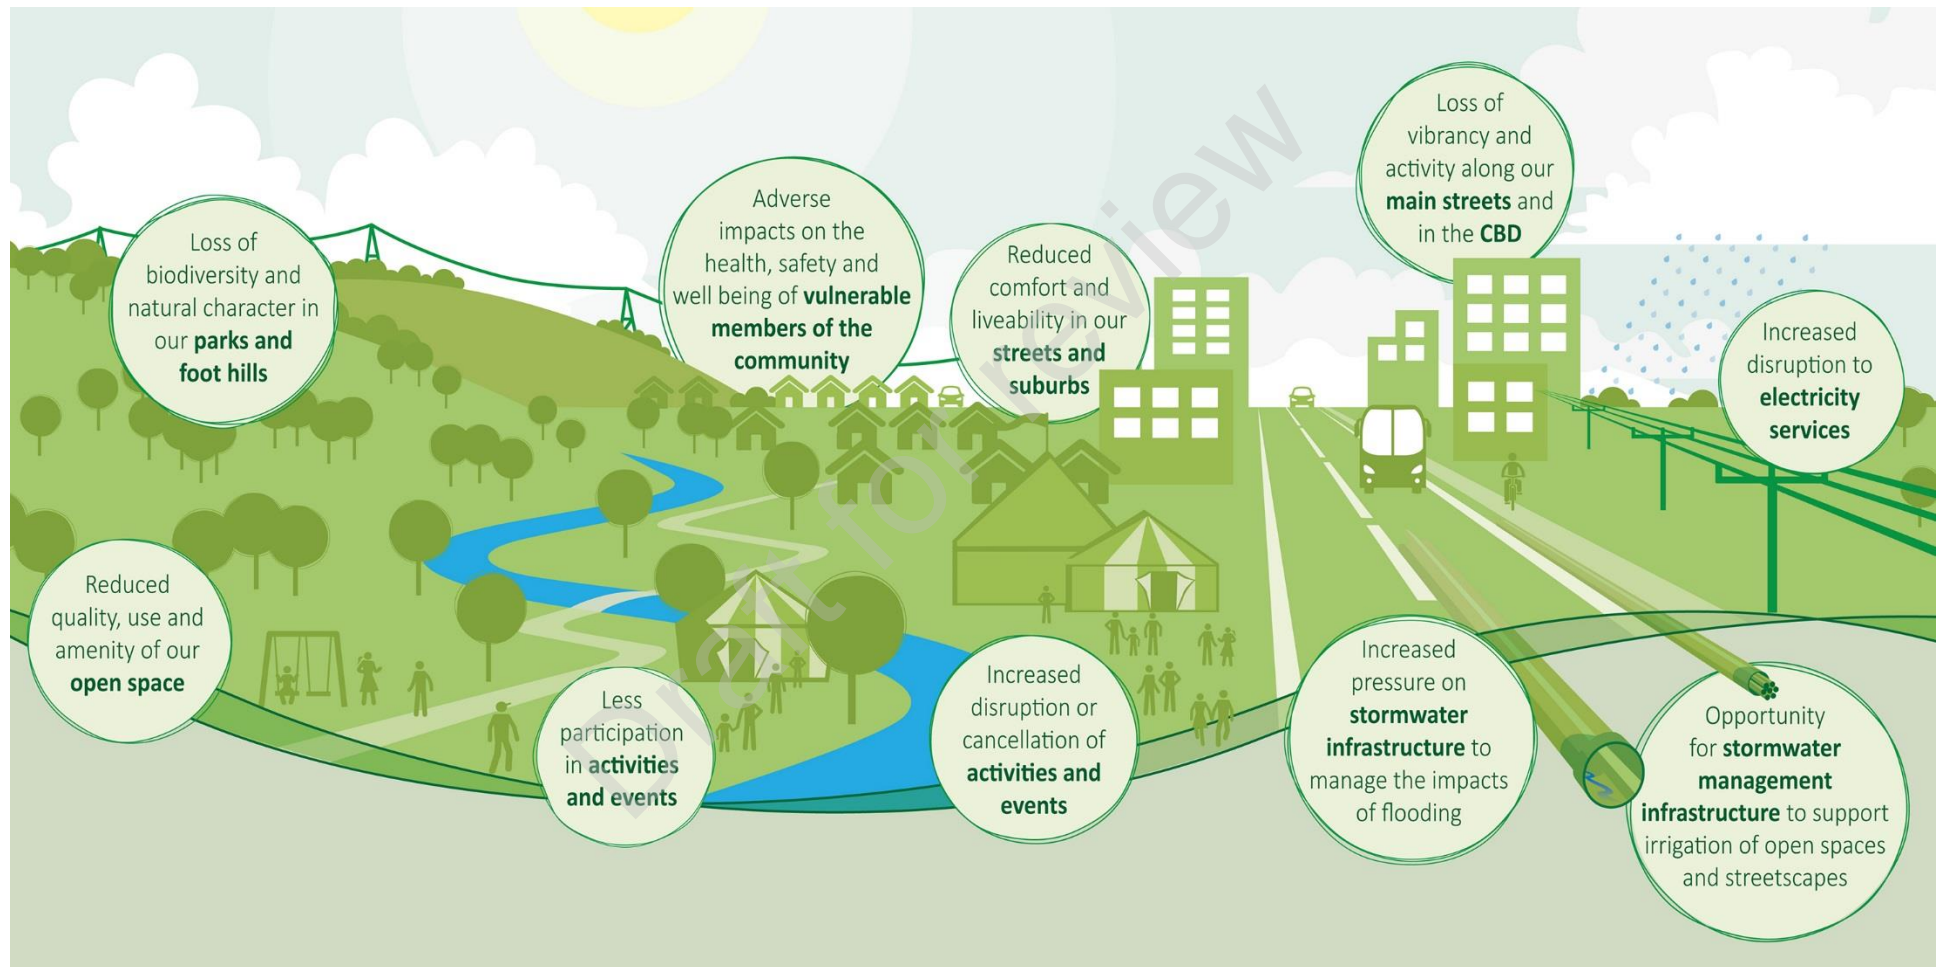 Loss of
biodiversity and
natural character in
our parks and
foot hills
Adverse
impacts on the
health, safety and
well being of vulnerable
members of the
community
Reduced
comfort and
liveability in our
streets and
suburbs
Loss of
vibrancy and
activity along our
main streets and
in the CBD
Increased
disruption to
electricity
services
Reduced
quality, use and
amenity of our
open space
Less
participation
in activities
and events
Increased
disruption or
cancellation of
activities and
events
Increased
pressure on
stormwater
infrastructure to
manage the impacts
of flooding
Opportunity
for stormwater
management
infrastructure to support
irrigation of open spaces
and streetscapes
Draft for review